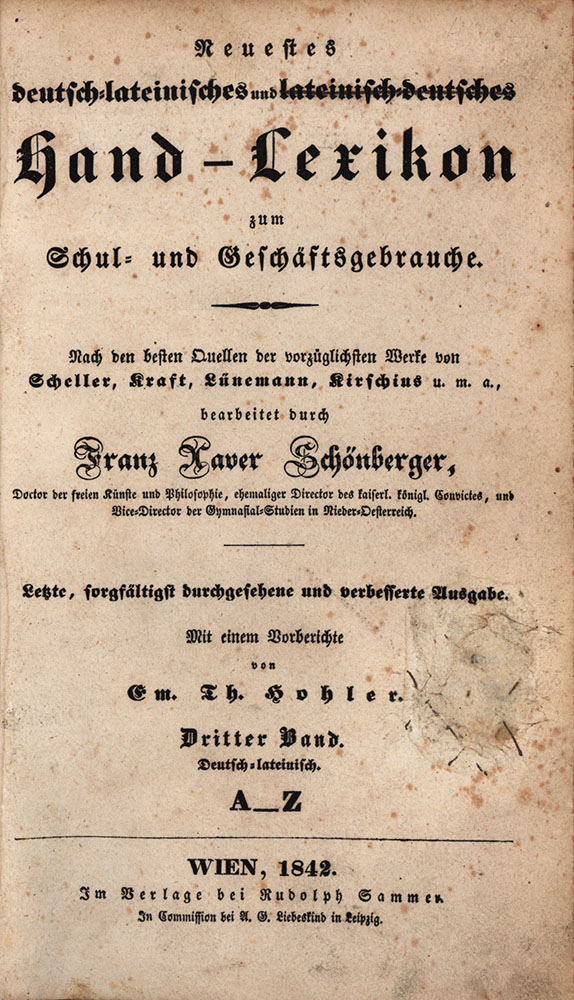 Neuestes
deutsch-lateinisches und lateinisch-deutsches
Hand-Lexikon
zum
Schul- und Geschäftsgebrauche.
Nach den besten Quellen der vorzüglichsten Werke von
Scheller, Kraft, Lünemann, Kirschius u. m. a.,
bearbeitet durch
Franz Xaver Schönberger,
Doctor der freien Künste und Philosophie, ehemaliger Director des kaiserl. königl. Convictes, und
Vice-Director der Gymnasial-Studien in Nieder-Oesterreich.
Letzte, sorgfältigst durchgesehene und verbesserte Ausgabe.
Mit einem Vorberichte
von
Em. Th. Hohler.
Dritter Band.
Deutsch-lateinisch.
A—Z
WIEN, 1842.
Im Verlage bei Rudolph Sammer.
In Commission bei A. G. Liebeskind in Leipzig.